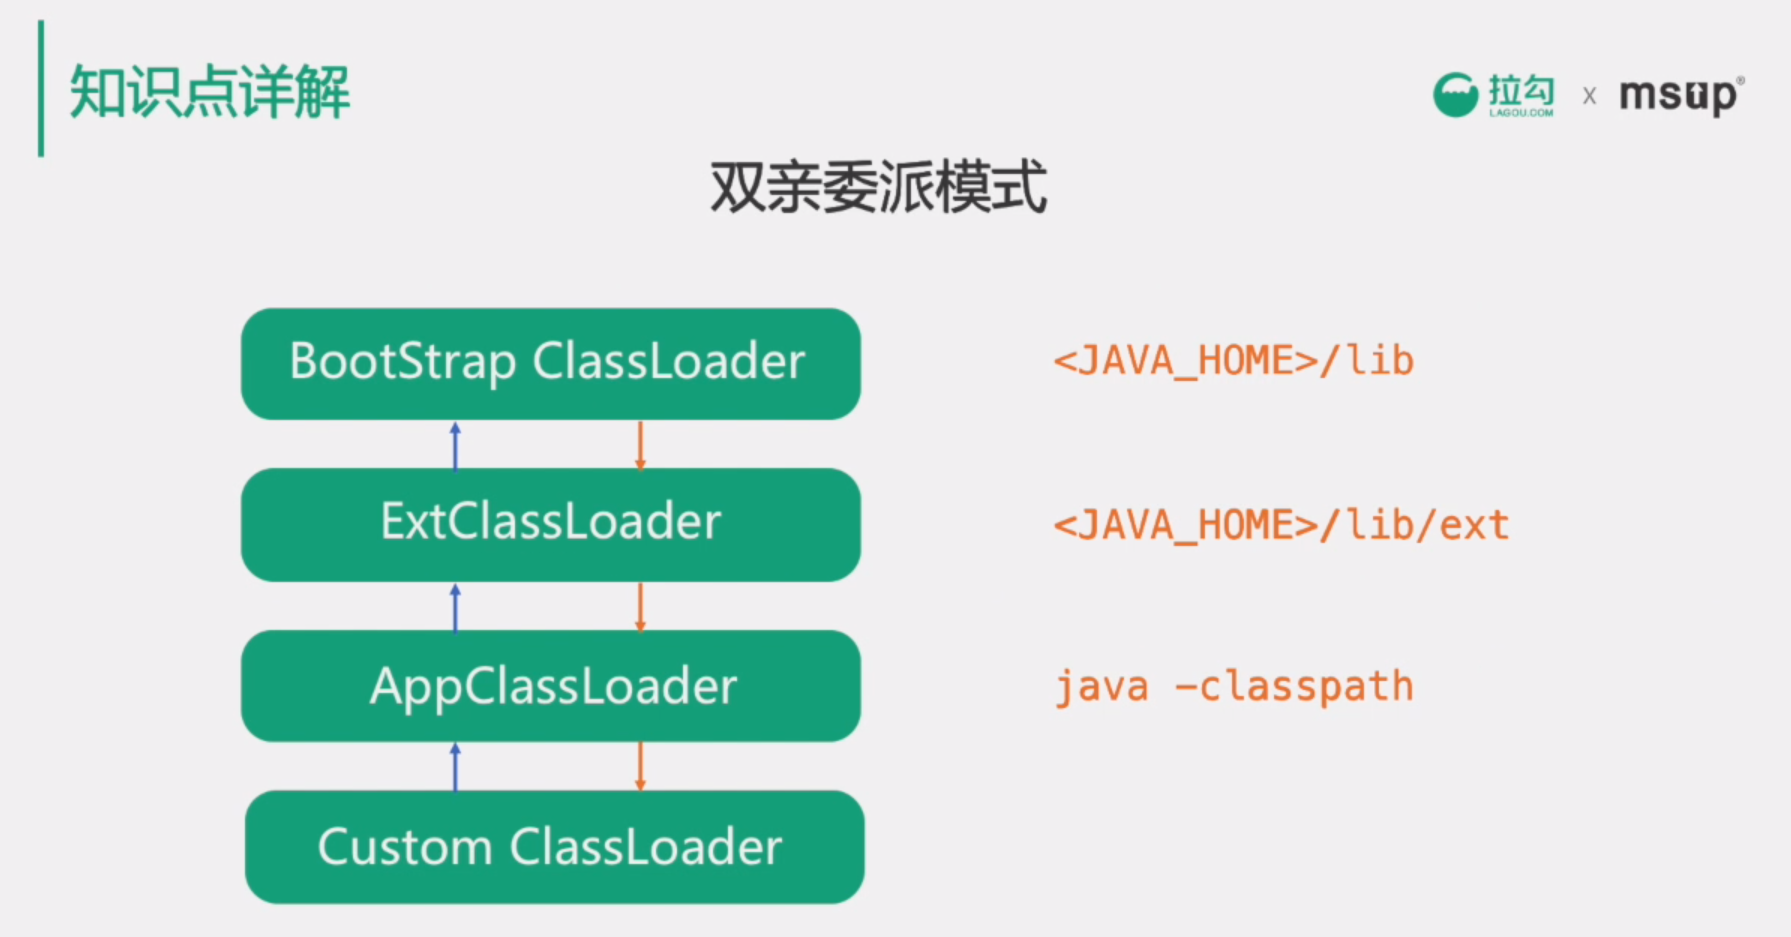 知识点详解
拉勾
LAGOU.COM
x
msup®
双亲委派模式
BootStrap ClassLoader
<JAVA_HOME>/lib
ExtClassLoader
<JAVA_HOME>/lib/ext
AppClassLoader
java -classpath
Custom ClassLoader